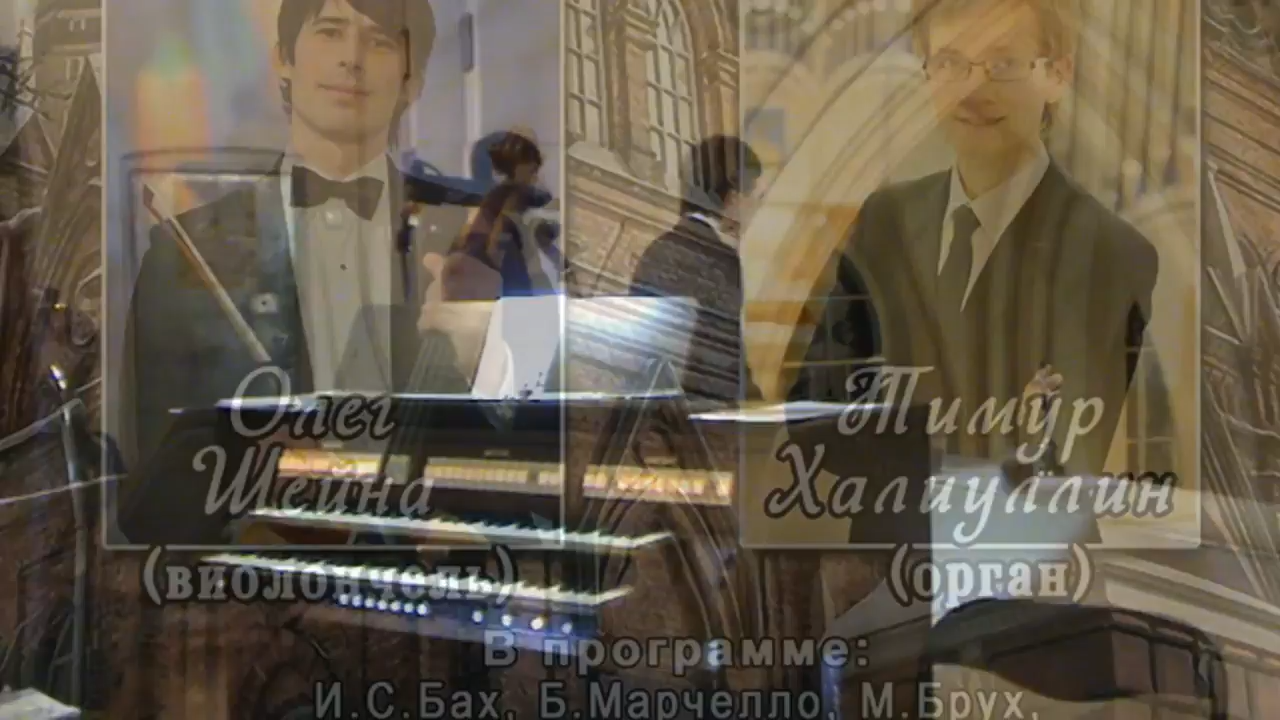 Олег
Шейна
(виолончель)
Тимур
Халиуллин
(орган)
В программе:
И.С.Бах, Б.Марчелло, М.Брух,